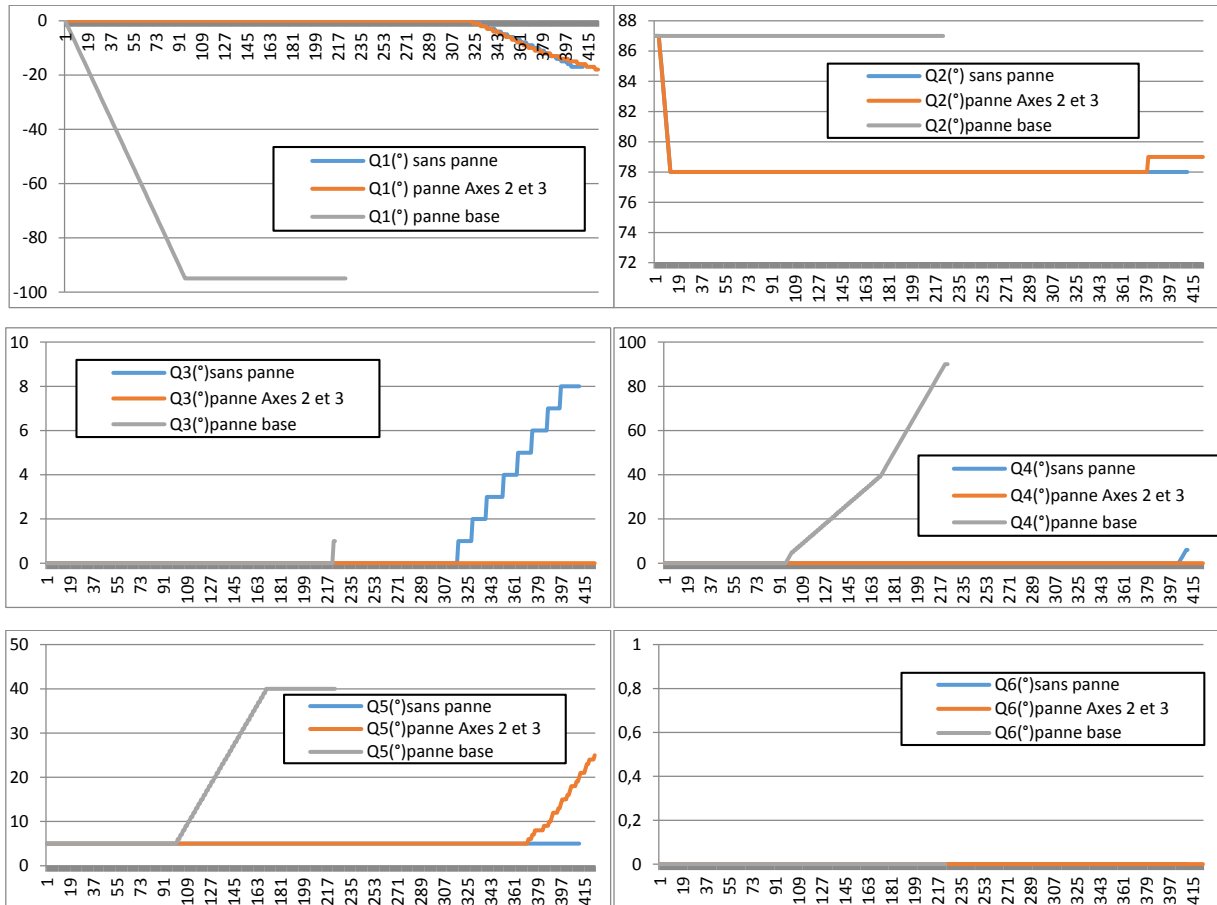 0
-20
-40
-60
-80
-100
1 19 37 55 73 91 109 127 145 163 181 199 217 235 253 271 289 307 325 343 361 379 397 415
Q1(°) sans panne
Q1(°) panne Axes 2 et 3
Q1(°) panne base
88
86
84
82
80
78
76
74
72
Q2(°) sans panne
Q2(°)panne Axes 2 et 3
Q2(°)panne base
1 19 37 55 73 91 109 127 145 163 181 199 217 235 253 271 289 307 325 343 361 379 397 415
10
8
6
4
2
0
Q3(°)sans panne
Q3(°)panne Axes 2 et 3
Q3(°)panne base
1 19 37 55 73 91 109 127 145 163 181 199 217 235 253 271 289 307 325 343 361 379 397 415
100
80
60
40
20
0
Q4(°)sans panne
Q4(°)panne Axes 2 et 3
Q4(°)panne base
1 19 37 55 73 91 109 127 145 163 181 199 217 235 253 271 289 307 325 343 361 379 397 415
50
40
30
20
10
0
Q5(°)sans panne
Q5(°)panne Axes 2 et 3
Q5(°)panne base
1 19 37 55 73 91 109 127 145 163 181 199 217 235 253 271 289 307 325 343 361 379 397 415
1
0,8
0,6
0,4
0,2
0
Q6(°)sans panne
Q6(°)panne Axes 2 et 3
Q6(°)panne base
1 19 37 55 73 91 109 127 145 163 181 199 217 235 253 271 289 307 325 343 361 379 397 415